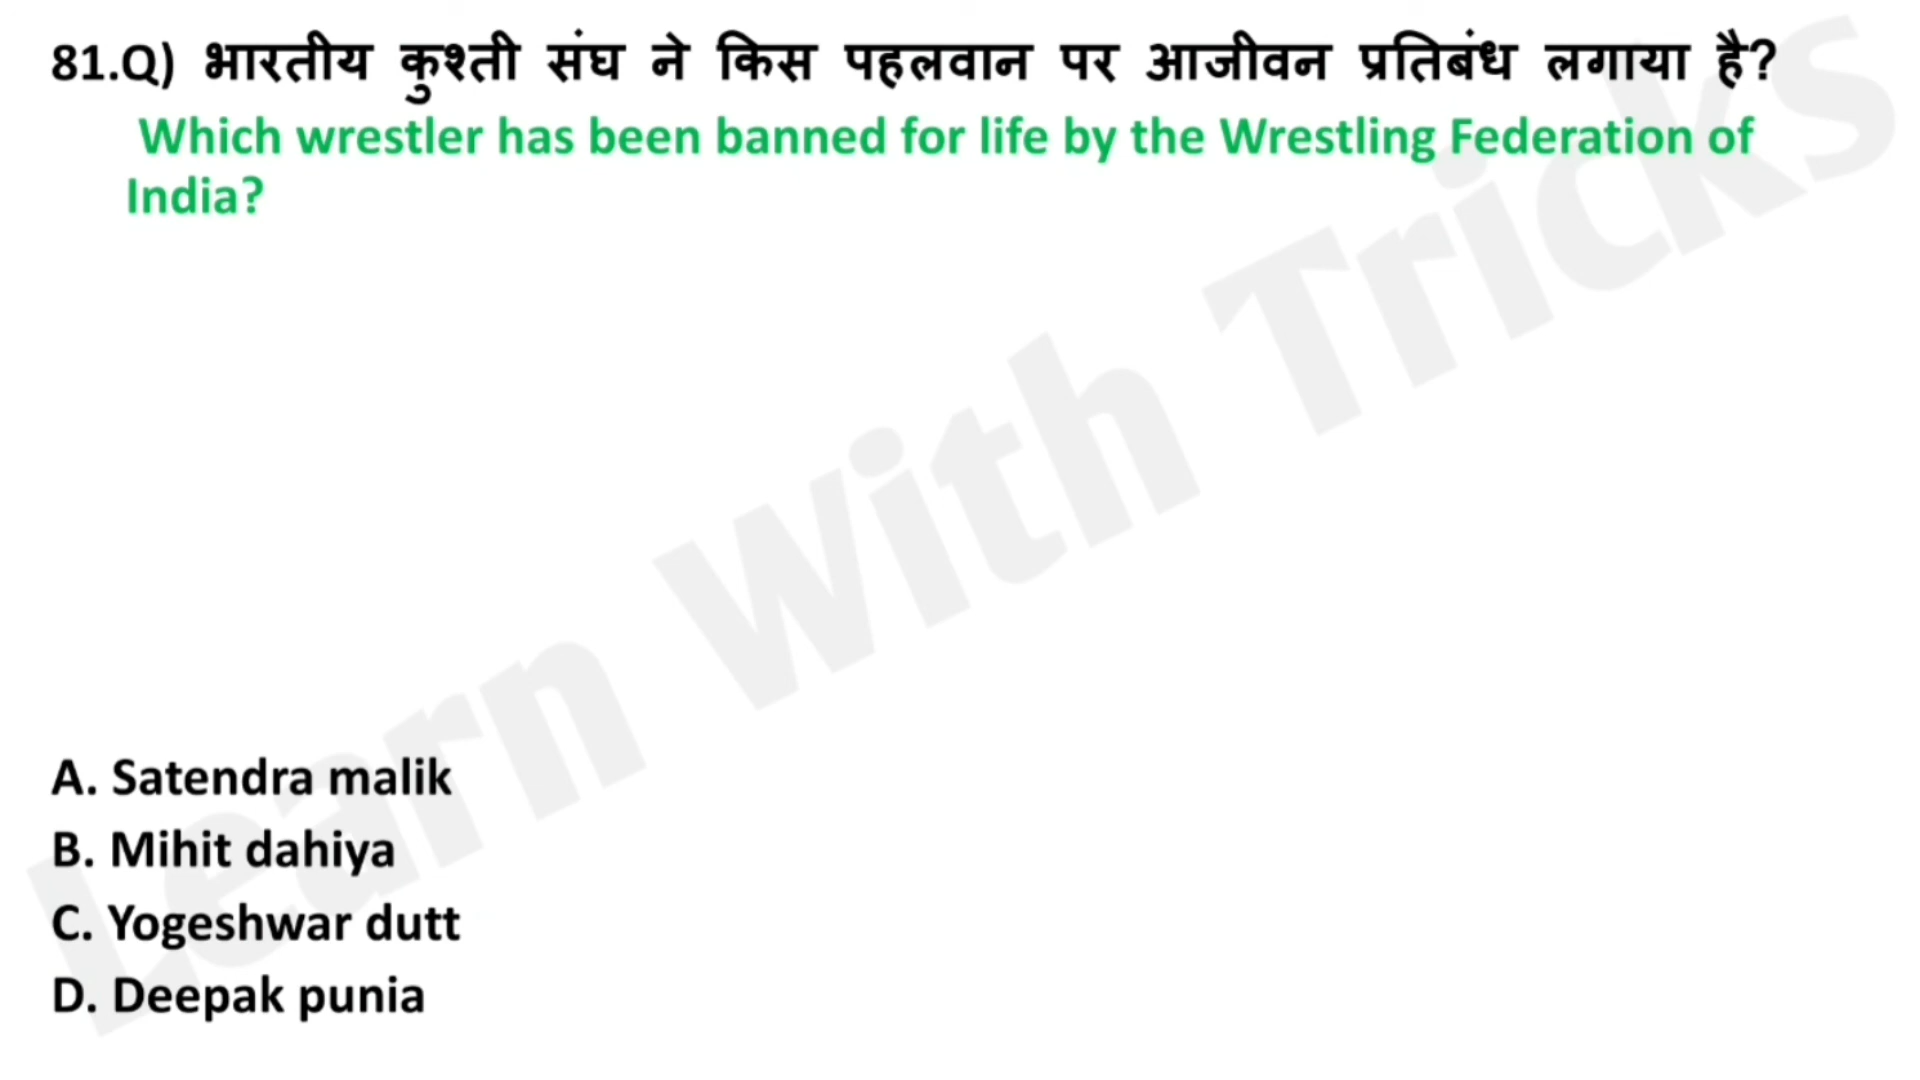 81.Q) भारतीय कुश्ती संघ ने किस पहलवान पर आजीवन प्रतिबंध लगाया है?
Which wrestler has been banned for life by the Wrestling Federation of
India?
Learn With Tricks
A. Satendra malik
B. Mihit dahiya
C. Yogeshwar dutt
D. Deepak punia